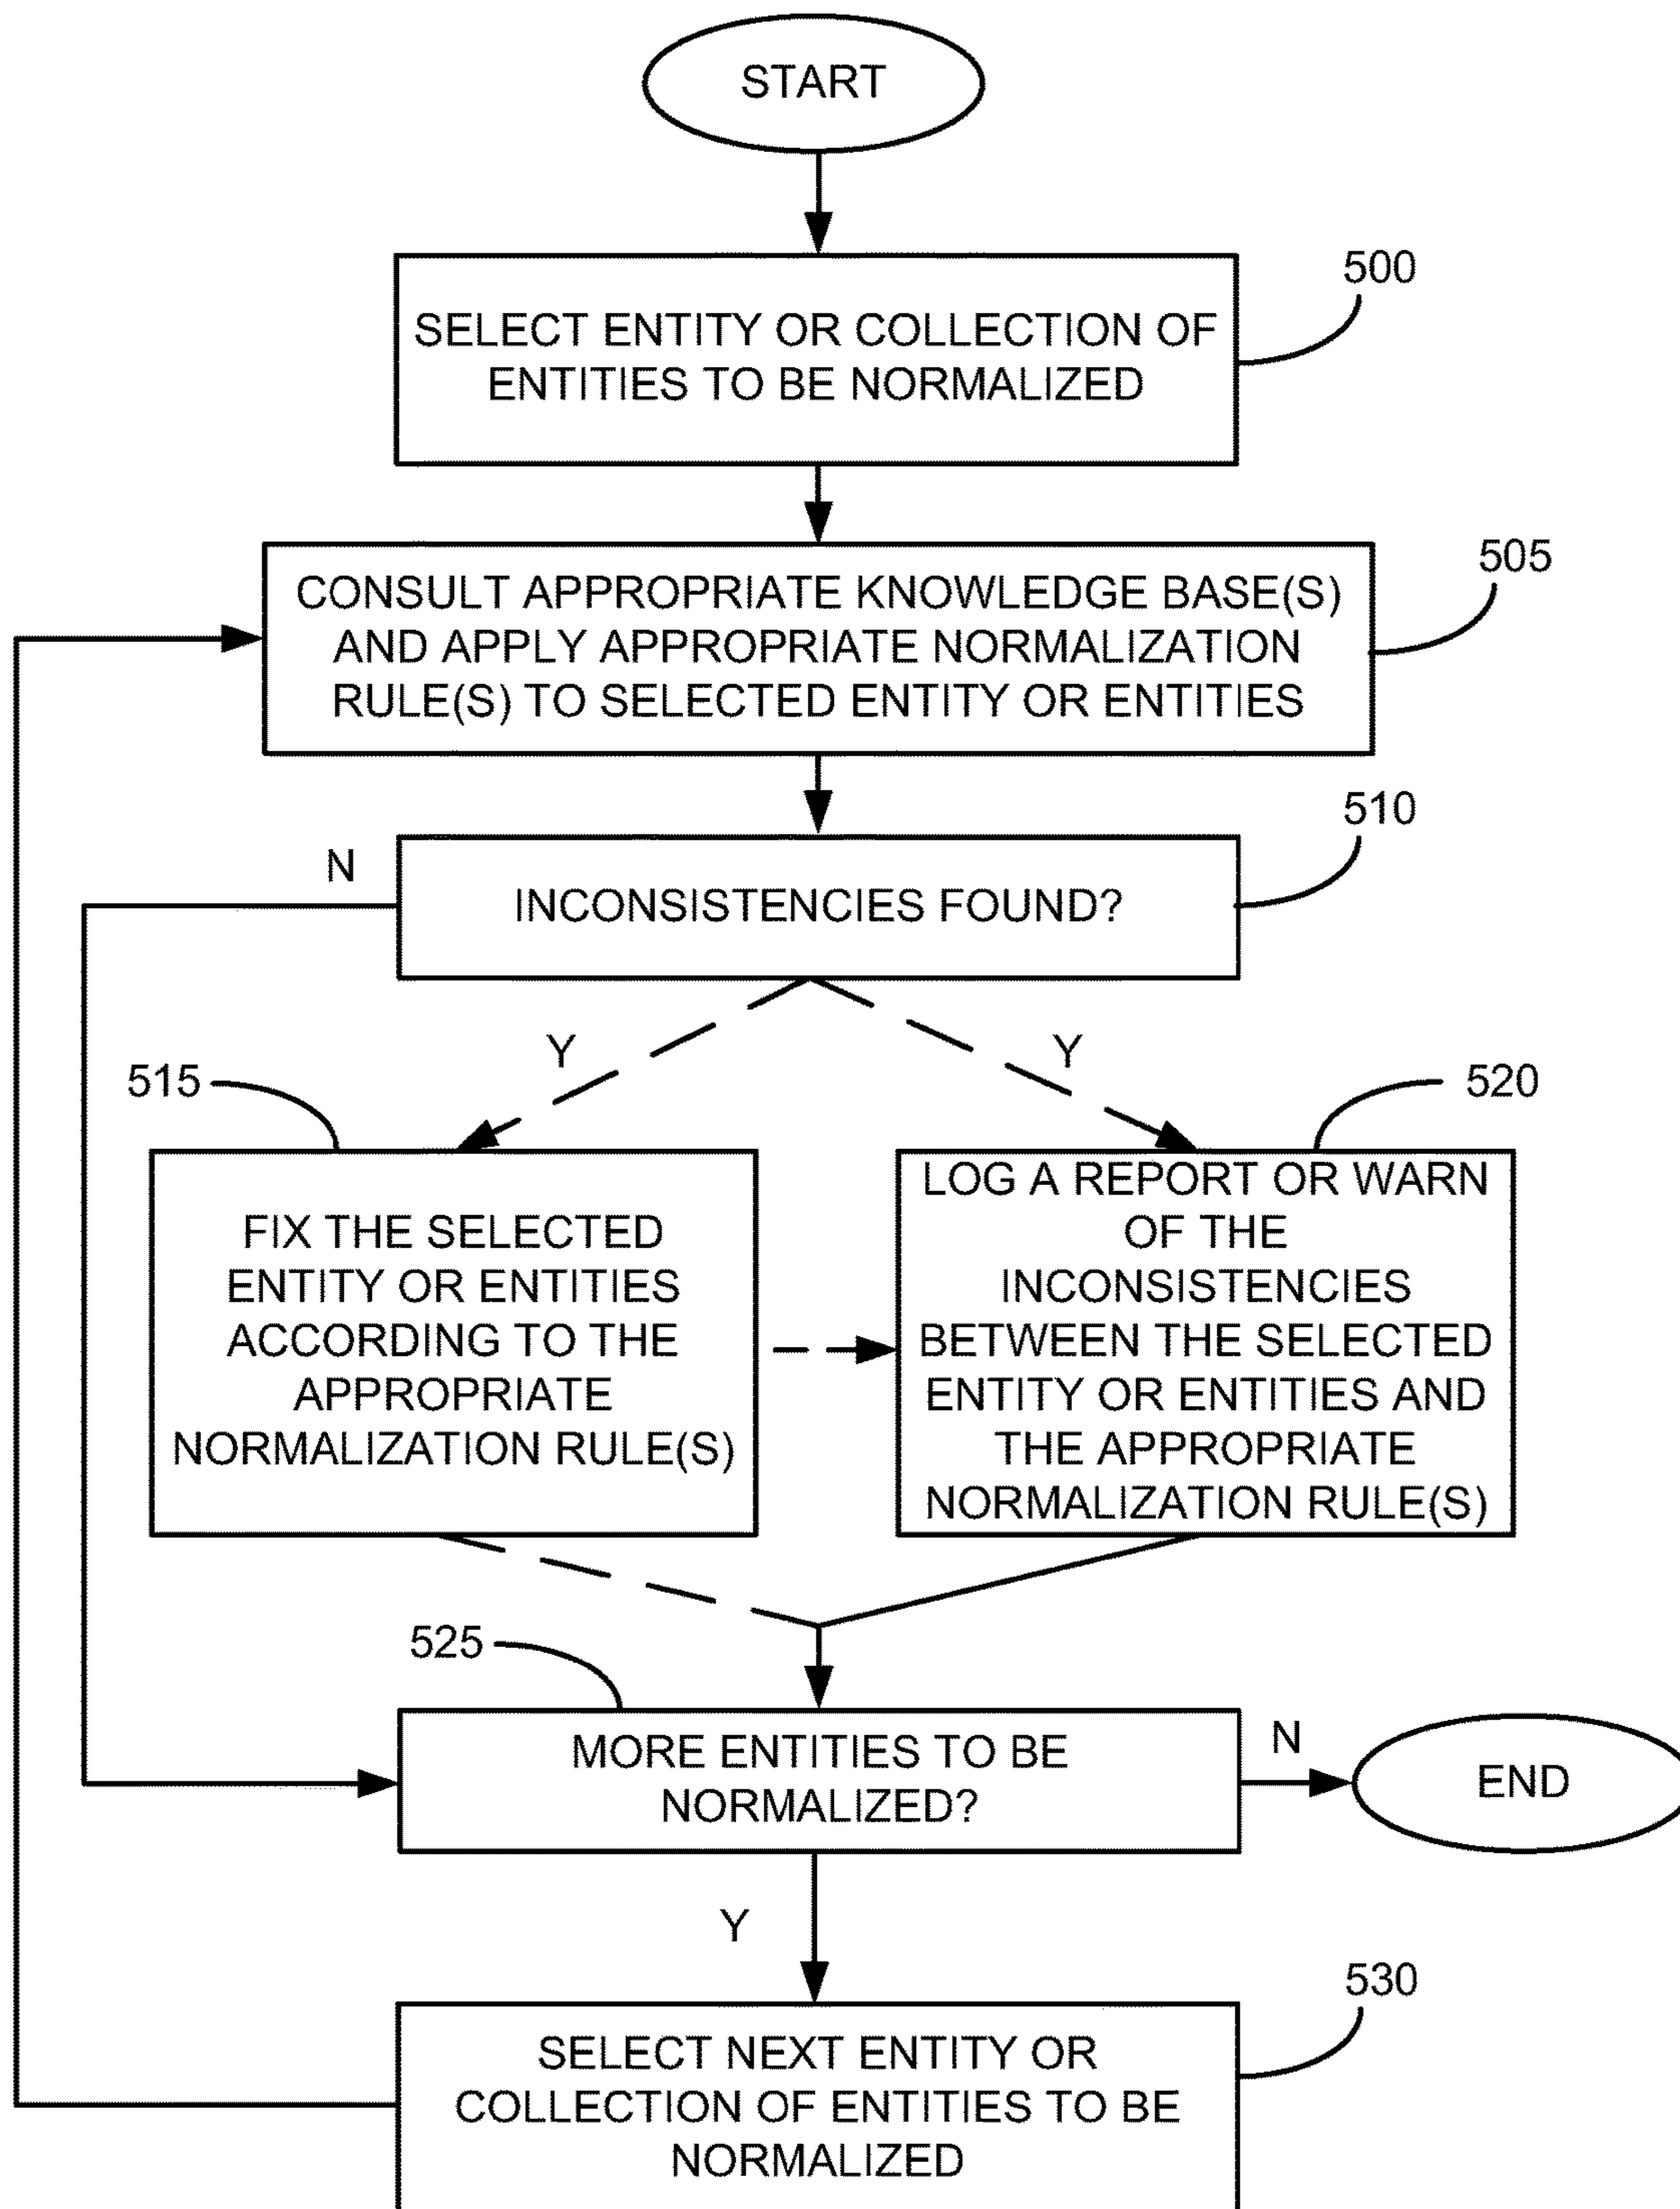 START
500
SELECT ENTITY OR COLLECTION OF
ENTITIES TO BE NORMALIZED
505
CONSULT APPROPRIATE KNOWLEDGE BASE(S)
AND APPLY APPROPRIATE NORMALIZATION
RULE(S) TO SELECTED ENTITY OR ENTITIES
510
N
INCONSISTENCIES FOUND?
Y
Y
515
520
FIX THE SELECTED
ENTITY OR ENTITIES
ACCORDING TO THE
APPROPRIATE
NORMALIZATION RULE(S)
LOG A REPORT OR WARN
OF THE
INCONSISTENCIES
BETWEEN THE SELECTED
ENTITY OR ENTITIES AND
THE APPROPRIATE
NORMALIZATION RULE(S)
525
MORE ENTITIES TO BE
NORMALIZED?
N
END
Y
530
SELECT NEXT ENTITY OR
COLLECTION OF ENTITIES TO BE
NORMALIZED